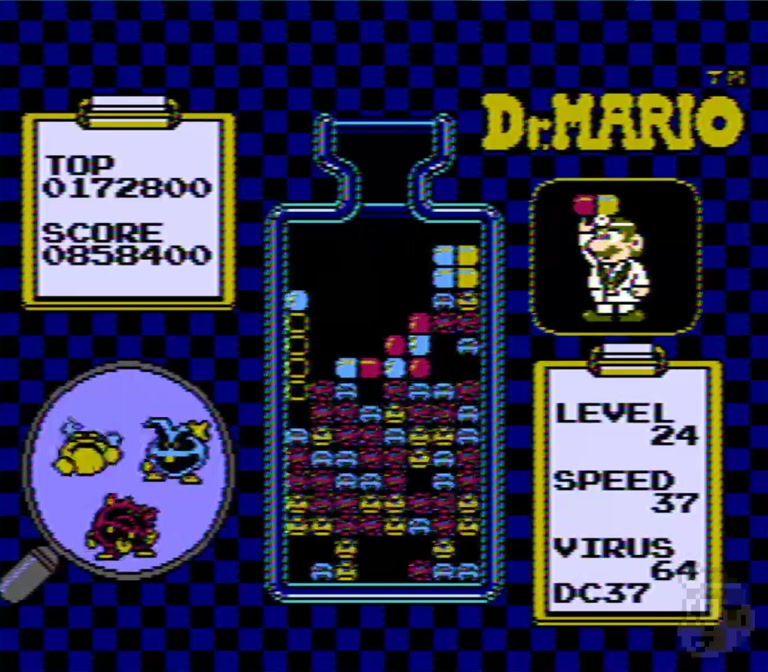 TM
Dr. MARIO
TOP
0172800
SCORE
0858400
LEVEL
24
SPEED
37
VIRUS
64
DC37